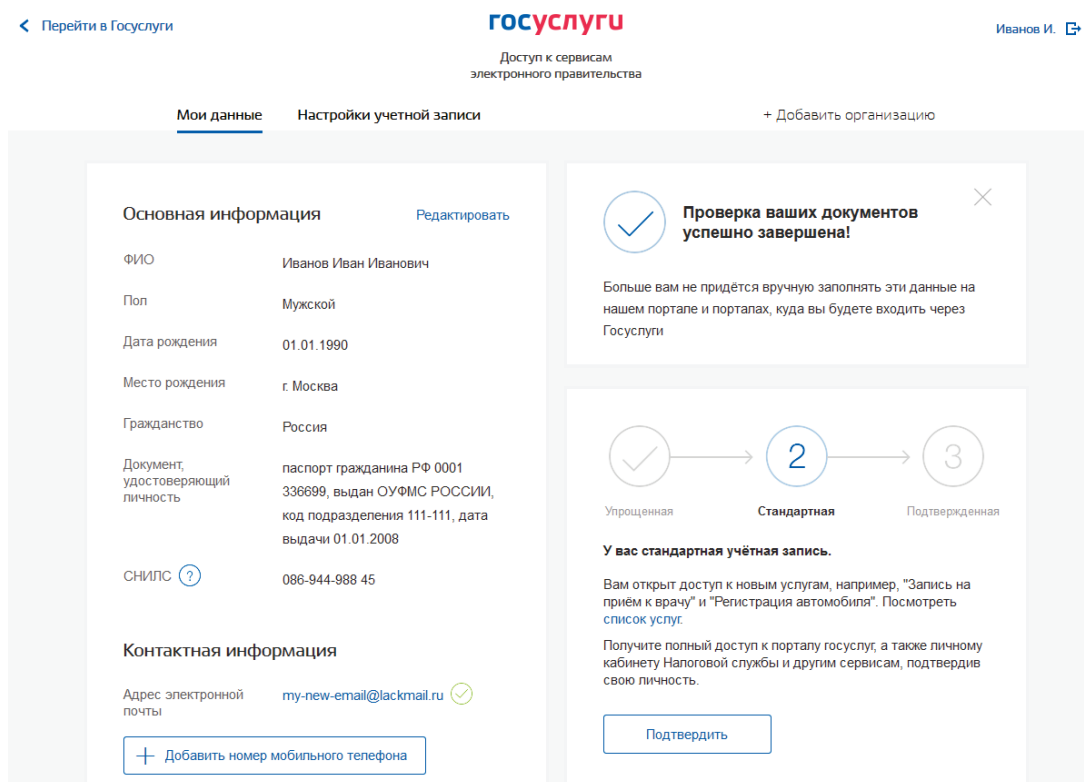 Перейти в Госуслуги
госуслуги
Иванов И.
Доступ к сервисам
электронного правительства
Мои данные
Настройки учетной записи
+ Добавить организацию
Основная информация
Редактировать
ФИО
Иванов Иван Иванович
Пол
Мужской
Дата рождения
01.01.1990
Место рождения
г. Москва
Гражданство
Россия
Документ,
удостоверяющий
личность
паспорт гражданина РФ 0001
336699, выдан ОУФМС РОССИИ,
код подразделения 111-111, дата
выдачи 01.01.2008
СНИЛС ?
086-944-988 45
Контактная информация
Адрес электронной
почты
my-new-email@lackmail.ru
+ Добавить номер мобильного телефона
Проверка ваших документов
успешно завершена!
Больше вам не придётся вручную заполнять эти данные на
нашем портале и порталах, куда вы будете входить через
Госуслуги
2
3
Упрощенная
Стандартная
Подтвержденная
У вас стандартная учётная запись.
Вам открыт доступ к новым услугам, например, "Запись на
приём к врачу" и "Регистрация автомобиля". Посмотреть
список услуг.
Получите полный доступ к порталу госуслуг, а также личному
кабинету Налоговой службы и другим сервисам, подтвердив
свою личность.
Подтвердить